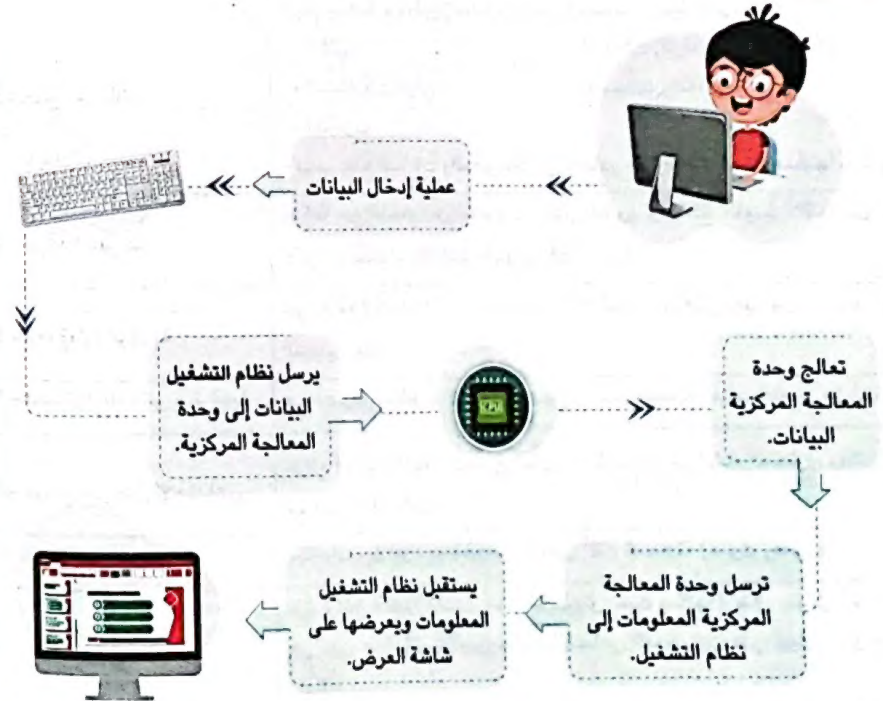 عملية إدخال البيانات
يرسل نظام التشغيل
البيانات إلى وحدة
المعالجة المركزية.
تعالج وحدة
المعالجة المركزية
البيانات.
ترسل وحدة المعالجة
المركزية المعلومات إلى
نظام التشغيل.
يستقبل نظام التشغيل
المعلومات ويعرضها على
شاشة العرض.